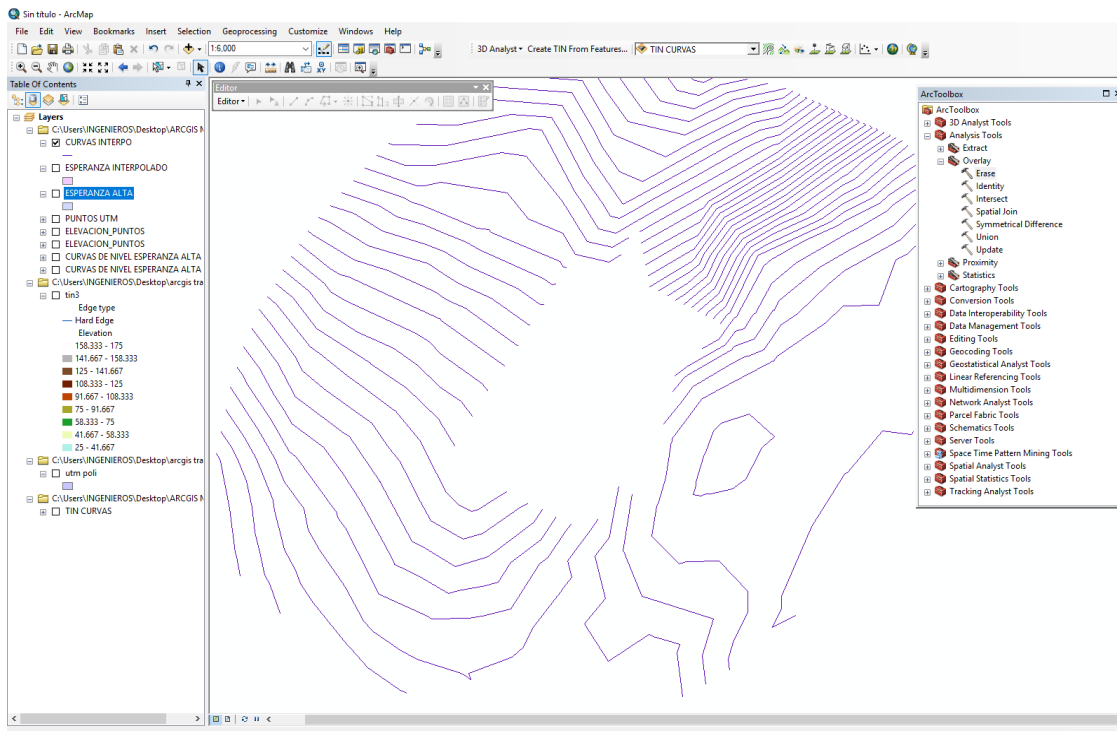 Sin título - ArcMap
File Edit View Bookmarks Insert Selection Geoprocessing Customize Windows Help
1:6,000
3D Analyst Create TIN From Features... TIN CURVAS
Table Of Contents
Layers
C:\Users\INGENIEROS\Desktop\ARCGIS M
CURVAS INTERPO
ESPERANZA INTERPOLADO
ESPERANZA ALTA
PUNTOS UTM
ELEVACION_PUNTOS
ELEVACION_PUNTOS
CURVAS DE NIVEL ESPERANZA ALTA
CURVAS DE NIVEL ESPERANZA ALTA
C:\Users\INGENIEROS\Desktop\arcgis tra
tin3
Edge type
Hard Edge
Elevation
158.333 - 175
141.667 - 158.333
125 - 141.667
108.333 - 125
91.667 - 108.333
75 - 91.667
58.333 - 75
41.667 - 58.333
25 - 41.667
C:\Users\INGENIEROS\Desktop\arcgis tra
utm poli
C:\Users\INGENIEROS\Desktop\ARCGIS M
TIN CURVAS
Editor
Editor
ArcToolbox
ArcToolbox
3D Analyst Tools
Analysis Tools
Extract
Overlay
Erase
Identity
Intersect
Spatial Join
Symmetrical Difference
Union
Update
Proximity
Statistics
Cartography Tools
Conversion Tools
Data Interoperability Tools
Data Management Tools
Editing Tools
Geocoding Tools
Geostatistical Analyst Tools
Linear Referencing Tools
Multidimension Tools
Network Analyst Tools
Parcel Fabric Tools
Schematics Tools
Server Tools
Space Time Pattern Mining Tools
Spatial Analyst Tools
Spatial Statistics Tools
Tracking Analyst Tools